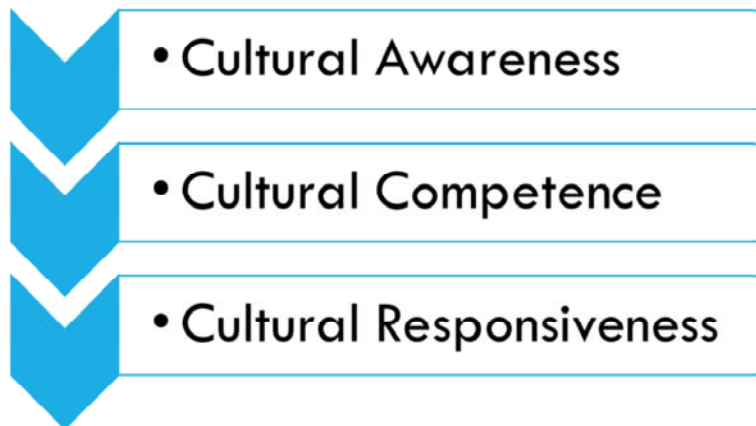 • Cultural Awareness
• Cultural Competence
• Cultural Responsiveness